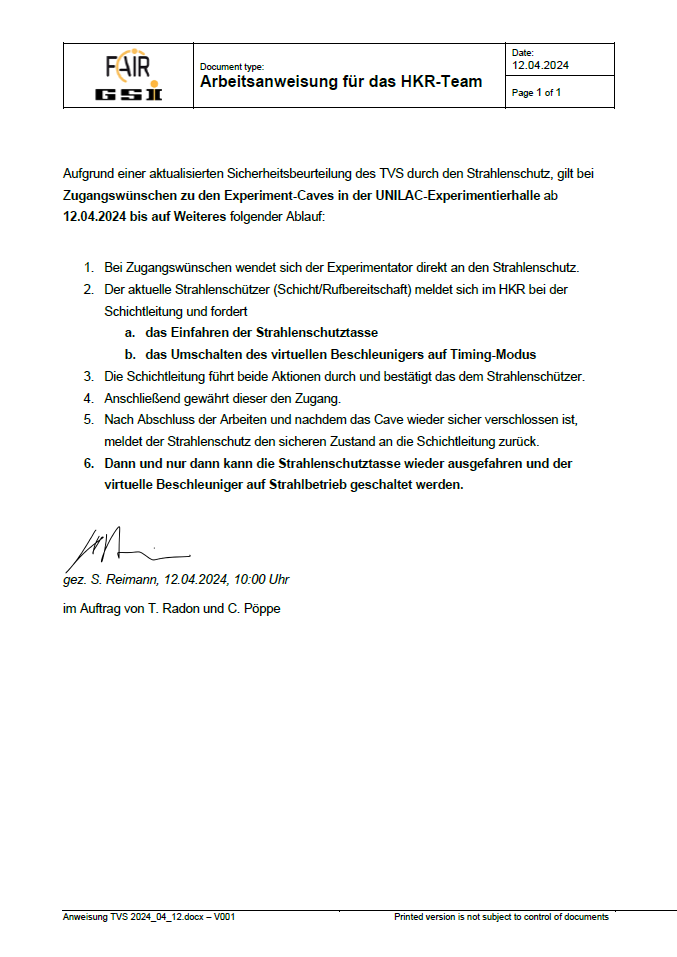 FAIR
GSI
Document type:
Arbeitsanweisung für das HKR-Team
Date:
12.04.2024
Page 1 of 1
Aufgrund einer aktualisierten Sicherheitsbeurteilung des TVS durch den Strahlenschutz, gilt bei
Zugangswünschen zu den Experiment-Caves in der UNILAC-Experimentierhalle ab
12.04.2024 bis auf Weiteres folgender Ablauf:
1. Bei Zugangswünschen wendet sich der Experimentator direkt an den Strahlenschutz.
2. Der aktuelle Strahlenschützer (Schicht/Rufbereitschaft) meldet sich im HKR bei der
Schichtleitung und fordert
a. das Einfahren der Strahlenschutztasse
b. das Umschalten des virtuellen Beschleunigers auf Timing-Modus
3. Die Schichtleitung führt beide Aktionen durch und bestätigt das dem Strahlenschützer.
4. Anschließend gewährt dieser den Zugang.
5. Nach Abschluss der Arbeiten und nachdem das Cave wieder sicher verschlossen ist,
meldet der Strahlenschutz den sicheren Zustand an die Schichtleitung zurück.
6. Dann und nur dann kann die Strahlenschutztasse wieder ausgefahren und der
virtuelle Beschleuniger auf Strahlbetrieb geschaltet werden.
gez. S. Reimann, 12.04.2024, 10:00 Uhr
im Auftrag von T. Radon und C. Pöppe
Anweisung TVS 2024_04_12.docx – V001
Printed version is not subject to control of documents